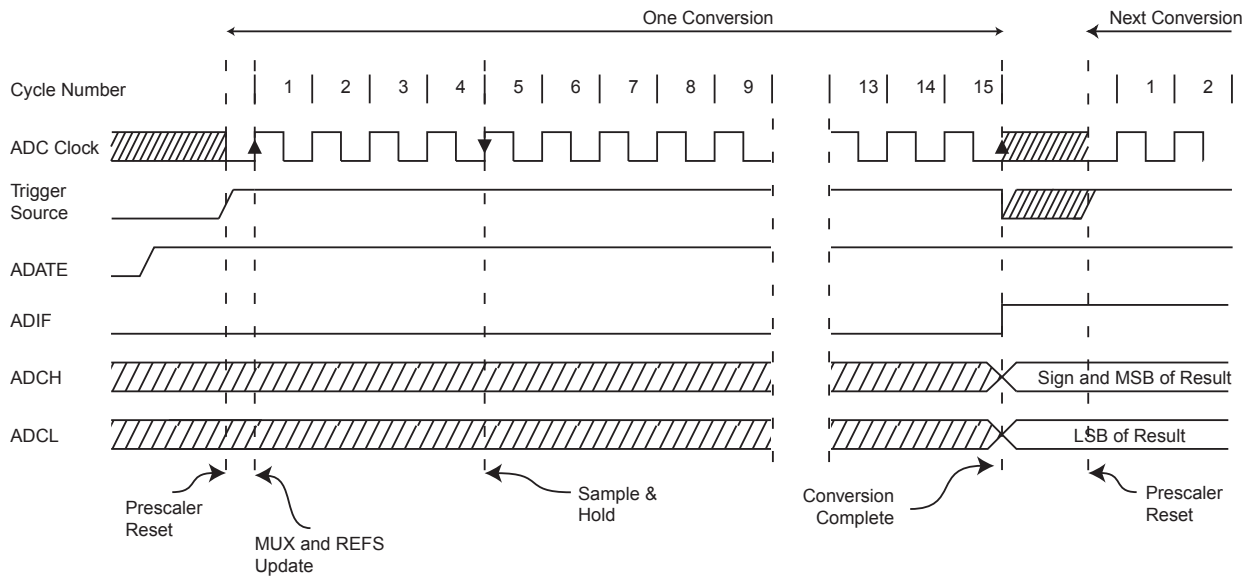 One Conversion
Next Conversion
Cycle Number
1 2 3 4 5 6 7 8 9 13 14 15 1 2
ADC Clock
Trigger
Source
ADATE
ADIF
ADCH
Sign and MSB of Result
ADCL
LSB of Result
Prescaler
Reset
MUX and REFS
Update
Sample &
Hold
Conversion
Complete
Prescaler
Reset